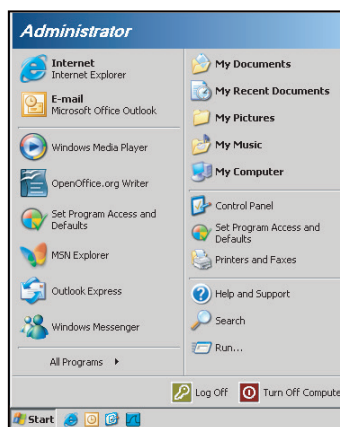 Administrator
Internet
Internet Explorer
E-mail
Microsoft Office Outlook
Windows Media Player
OpenOffice.org Writer
Set Program Access and
Defaults
MSN Explorer
Outlook Express
Windows Messenger
All Programs
My Documents
My Recent Documents
My Pictures
My Music
My Computer
Control Panel
Set Program Access and
Defaults
Printers and Faxes
Help and Support
Search
Run...
Log Off
Turn Off Compute
Start